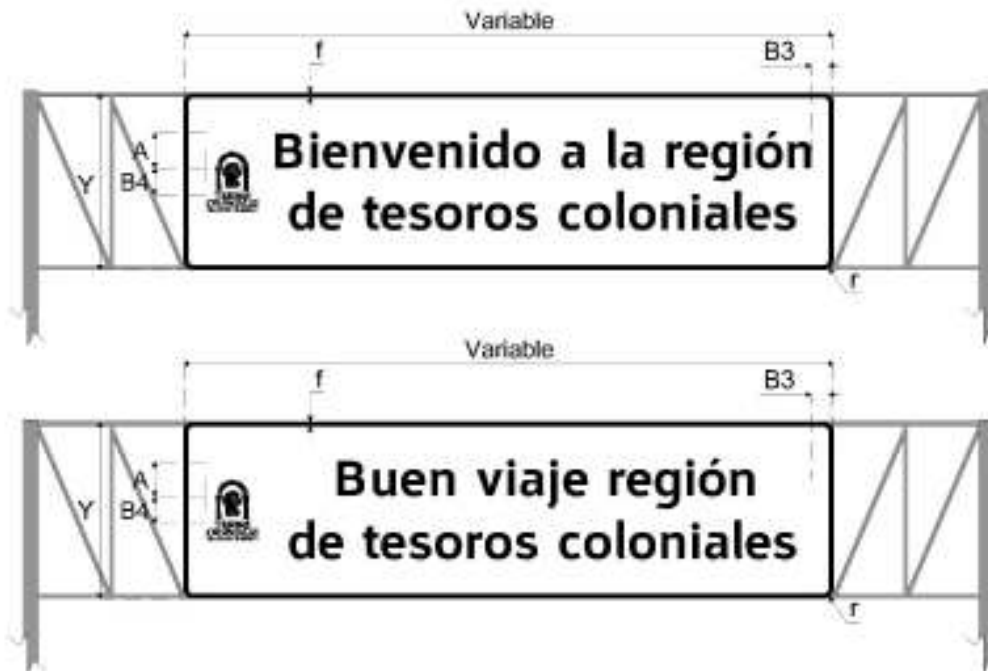 Variable
f
B3
A
Y
B4
Bienvenido a la región
de tesoros coloniales
r
Variable
f
B3
A
Y
B4
Buen viaje región
de tesoros coloniales
r